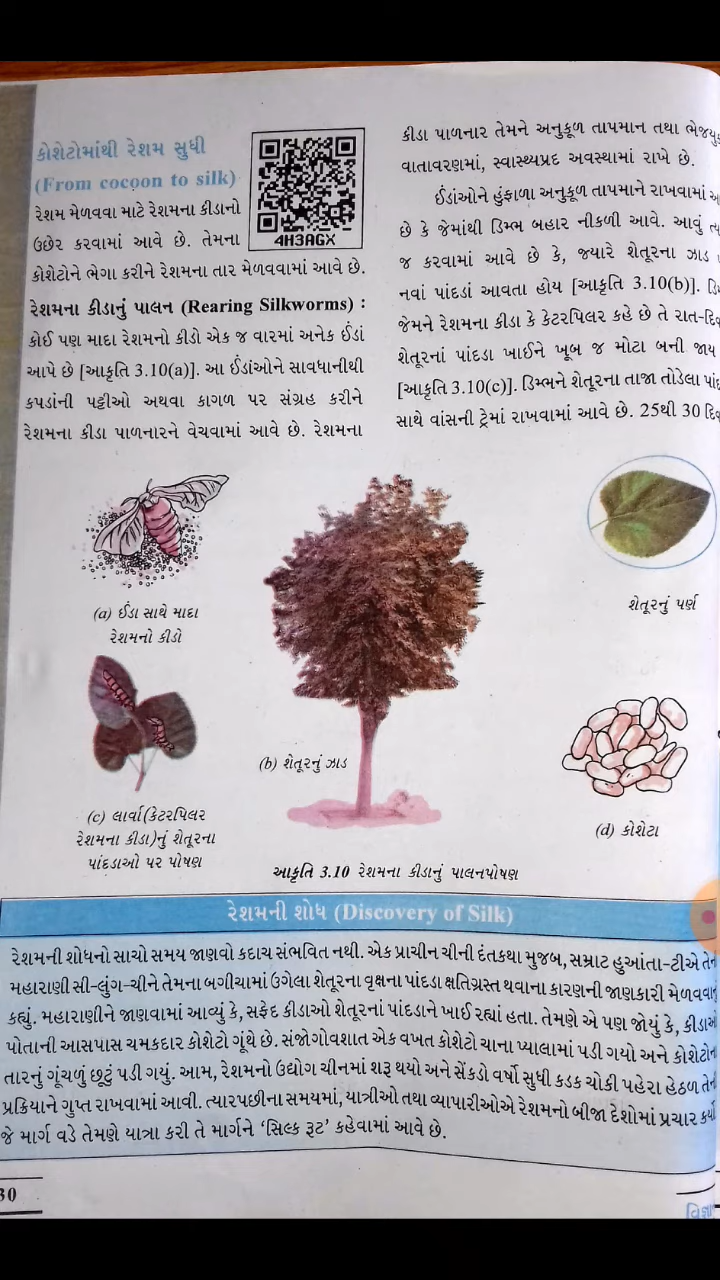 કોશેટોમાંથી રેશમ સુધી
(From cocoon to silk)
4H3AGX
રેશમ મેળવવા માટે રેશમના કીડાનો
ઉછેર કરવામાં આવે છે. તેમના
કોશેટોને ભેગા કરીને રેશમના તાર મેળવવામાં આવે છે.
રેશમના કીડાનું પાલન (Rearing Silkworms) :
કોઈ પણ માદા રેશમનો કીડો એક જ વારમાં અનેક ઈંડાં
આપે છે [આકૃતિ 3.10(a)]. આ ઈંડાંઓને સાવધાનીથી
કપડાંની પટ્ટીઓ અથવા કાગળ પર સંગ્રહ કરીને
રેશમના કીડા પાળનારને વેચવામાં આવે છે. રેશમના
કીડા પાળનાર તેમને અનુકૂળ તાપમાન તથા
વાતાવરણમાં, સ્વાસ્થ્યપ્રદ અવસ્થામાં રાખે છે.
ઈંડાંઓને હુંફાળા અનુકૂળ તાપમાને રાખવામાં
છે કે જેમાંથી ડિમ્ભ બહાર નીકળી આવે. આવું
જ કરવામાં આવે છે કે, જ્યારે શેતૂરના ઝાડ
નવાં પાંદડાં આવતા હોય [આકૃતિ 3.10(b)].
જેમને રેશમના કીડા કે કેટરપિલર કહે છે તે
શેતૂરનાં પાંદડા ખાઈને ખૂબ જ મોટા બની જાય
[આકૃતિ 3.10(c)]. ડિમ્ભને શેતૂરના તાજા તોડેલા
સાથે વાંસની ટ્રેમાં રાખવામાં આવે છે. 25થી 30
(a) ઈંડા સાથે માદા
રેશમનો કીડો
(b) શેતૂરનું ઝાડ
શેતૂરનું પર્ણ
(c) લાર્વા(કેટરપિલર
રેશમના કીડા)નું શેતૂરના
પાંદડાઓ પર પોષણ
(d) કોશેટા
આકૃતિ 3.10 રેશમના કીડાનું પાલનપોષણ
રેશમની શોધ (Discovery of Silk)
રેશમની શોધનો સાચો સમય જાણવો કદાચ સંભવિત નથી. એક પ્રાચીન ચીની દંતકથા મુજબ, સમ્રાટ હુઆંતા-ટીએ
મહારાણી સી-લુંગ-ચીને તેમના બગીચામાં ઉગેલા શેતૂરના વૃક્ષના પાંદડા ક્ષતિગ્રસ્ત થવાના કારણની જાણકારી મેળવવાનું
કહ્યું. મહારાણીને જાણવામાં આવ્યું કે, સફેદ કીડાઓ શેતૂરનાં પાંદડાને ખાઈ રહ્યાં હતા. તેમણે એ પણ જોયું કે, કીડાઓ
પોતાની આસપાસ ચમકદાર કોશેટો ગૂંથે છે. સંજોગોવશાત એક વખત કોશેટો ચાના પ્યાલામાં પડી ગયો અને
તારનું ગૂંચળું છૂટું પડી ગયું. આમ, રેશમનો ઉદ્યોગ ચીનમાં શરૂ થયો અને સેંકડો વર્ષો સુધી કડક ચોકી પહેરા હેઠળ
પ્રક્રિયાને ગુપ્ત રાખવામાં આવી. ત્યારપછીના સમયમાં, યાત્રીઓ તથા વ્યાપારીઓએ રેશમનો બીજા દેશોમાં પ્રચાર કર્યો
જે માર્ગ વડે તેમણે યાત્રા કરી તે માર્ગને ‘સિલ્ક રૂટ’ કહેવામાં આવે છે.
30